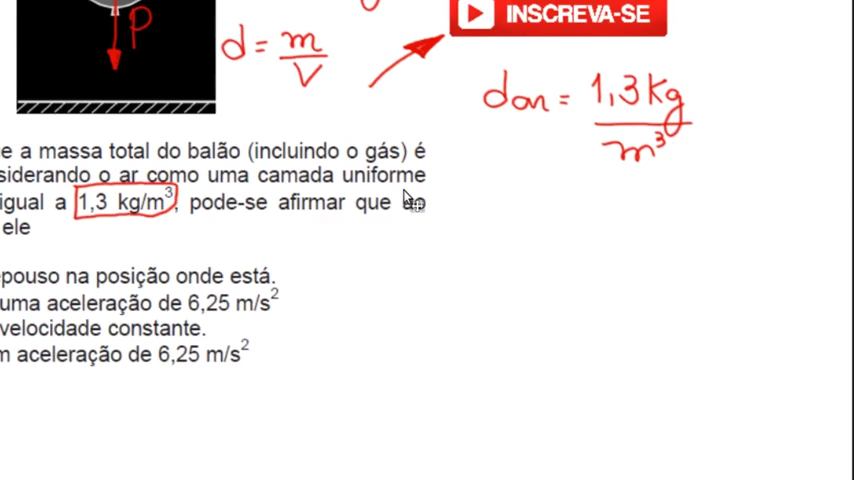 P
d = m/V
INSCREVA-SE
dar = 1,3 kg/m³
e a massa total do balão (incluindo o gás) é
siderando o ar como uma camada uniforme
igual a 1,3 kg/m³, pode-se afirmar que ao
ele
epouso na posição onde está.
uma aceleração de 6,25 m/s²
velocidade constante.
m aceleração de 6,25 m/s²